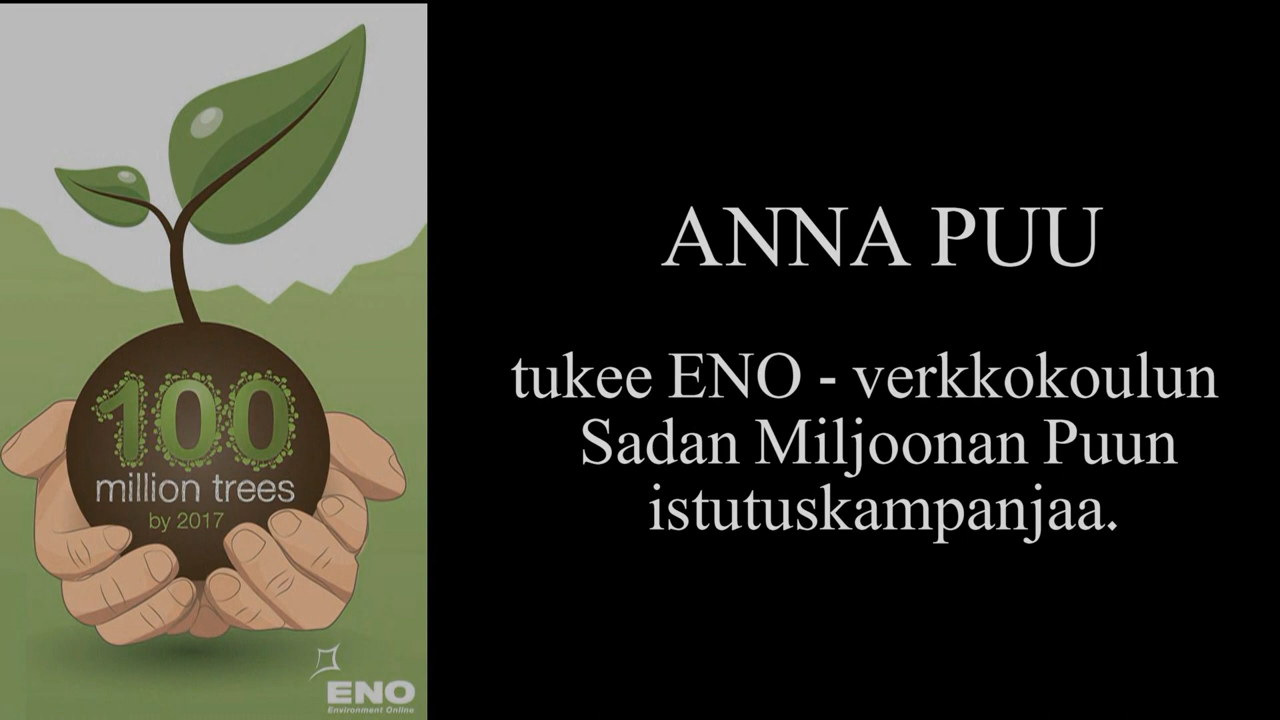 100
million trees
by 2017
ENO
Environment Online
ANNA PUU
tukee ENO - verkkokoulun
Sadan Miljoonan Puun
istutuskampanjaa.